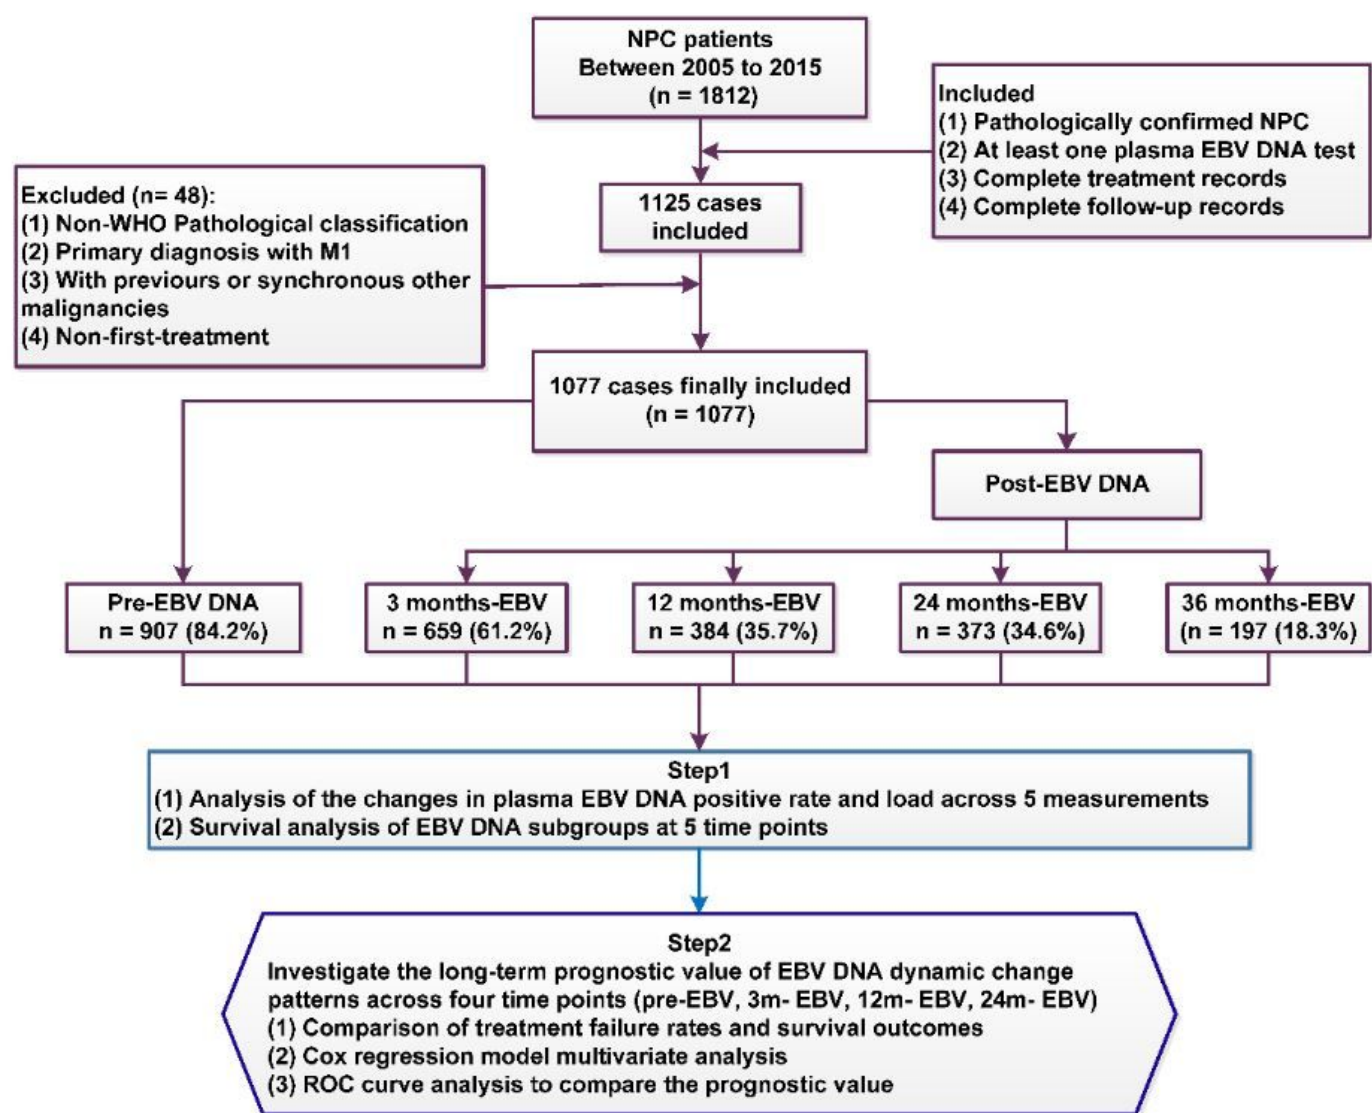 NPC patients
Between 2005 to 2015
(n = 1812)
Included
(1) Pathologically confirmed NPC
(2) At least one plasma EBV DNA test
(3) Complete treatment records
(4) Complete follow-up records
1125 cases
included
Excluded (n= 48):
(1) Non-WHO Pathological classification
(2) Primary diagnosis with M1
(3) With previours or synchronous other
malignancies
(4) Non-first-treatment
1077 cases finally included
(n = 1077)
Post-EBV DNA
Pre-EBV DNA
n = 907 (84.2%)
3 months-EBV
n = 659 (61.2%)
12 months-EBV
n = 384 (35.7%)
24 months-EBV
n = 373 (34.6%)
36 months-EBV
(n = 197 (18.3%)
Step1
(1) Analysis of the changes in plasma EBV DNA positive rate and load across 5 measurements
(2) Survival analysis of EBV DNA subgroups at 5 time points
Step2
Investigate the long-term prognostic value of EBV DNA dynamic change
patterns across four time points (pre-EBV, 3m- EBV, 12m- EBV, 24m- EBV)
(1) Comparison of treatment failure rates and survival outcomes
(2) Cox regression model multivariate analysis
(3) ROC curve analysis to compare the prognostic value